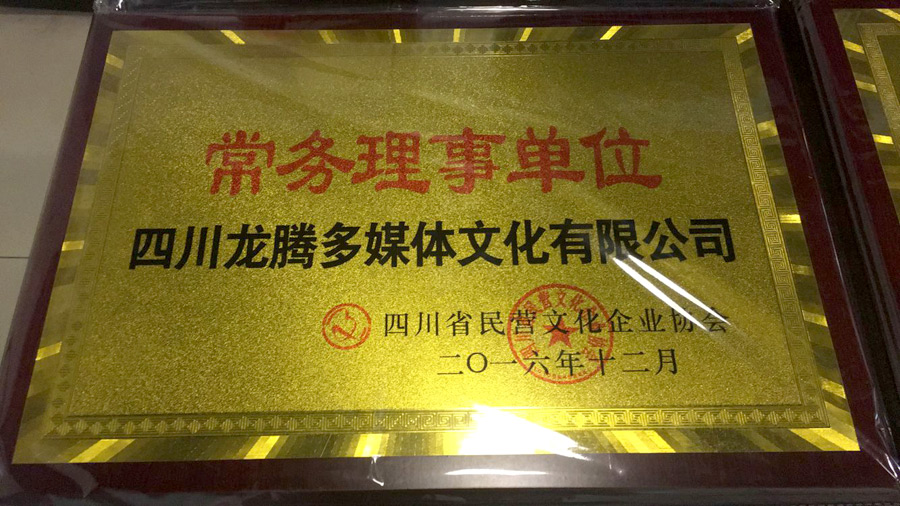 常务理事单位
四川龙腾多媒体文化有限公司
四川省民营文化企业协会
二〇一六年十二月